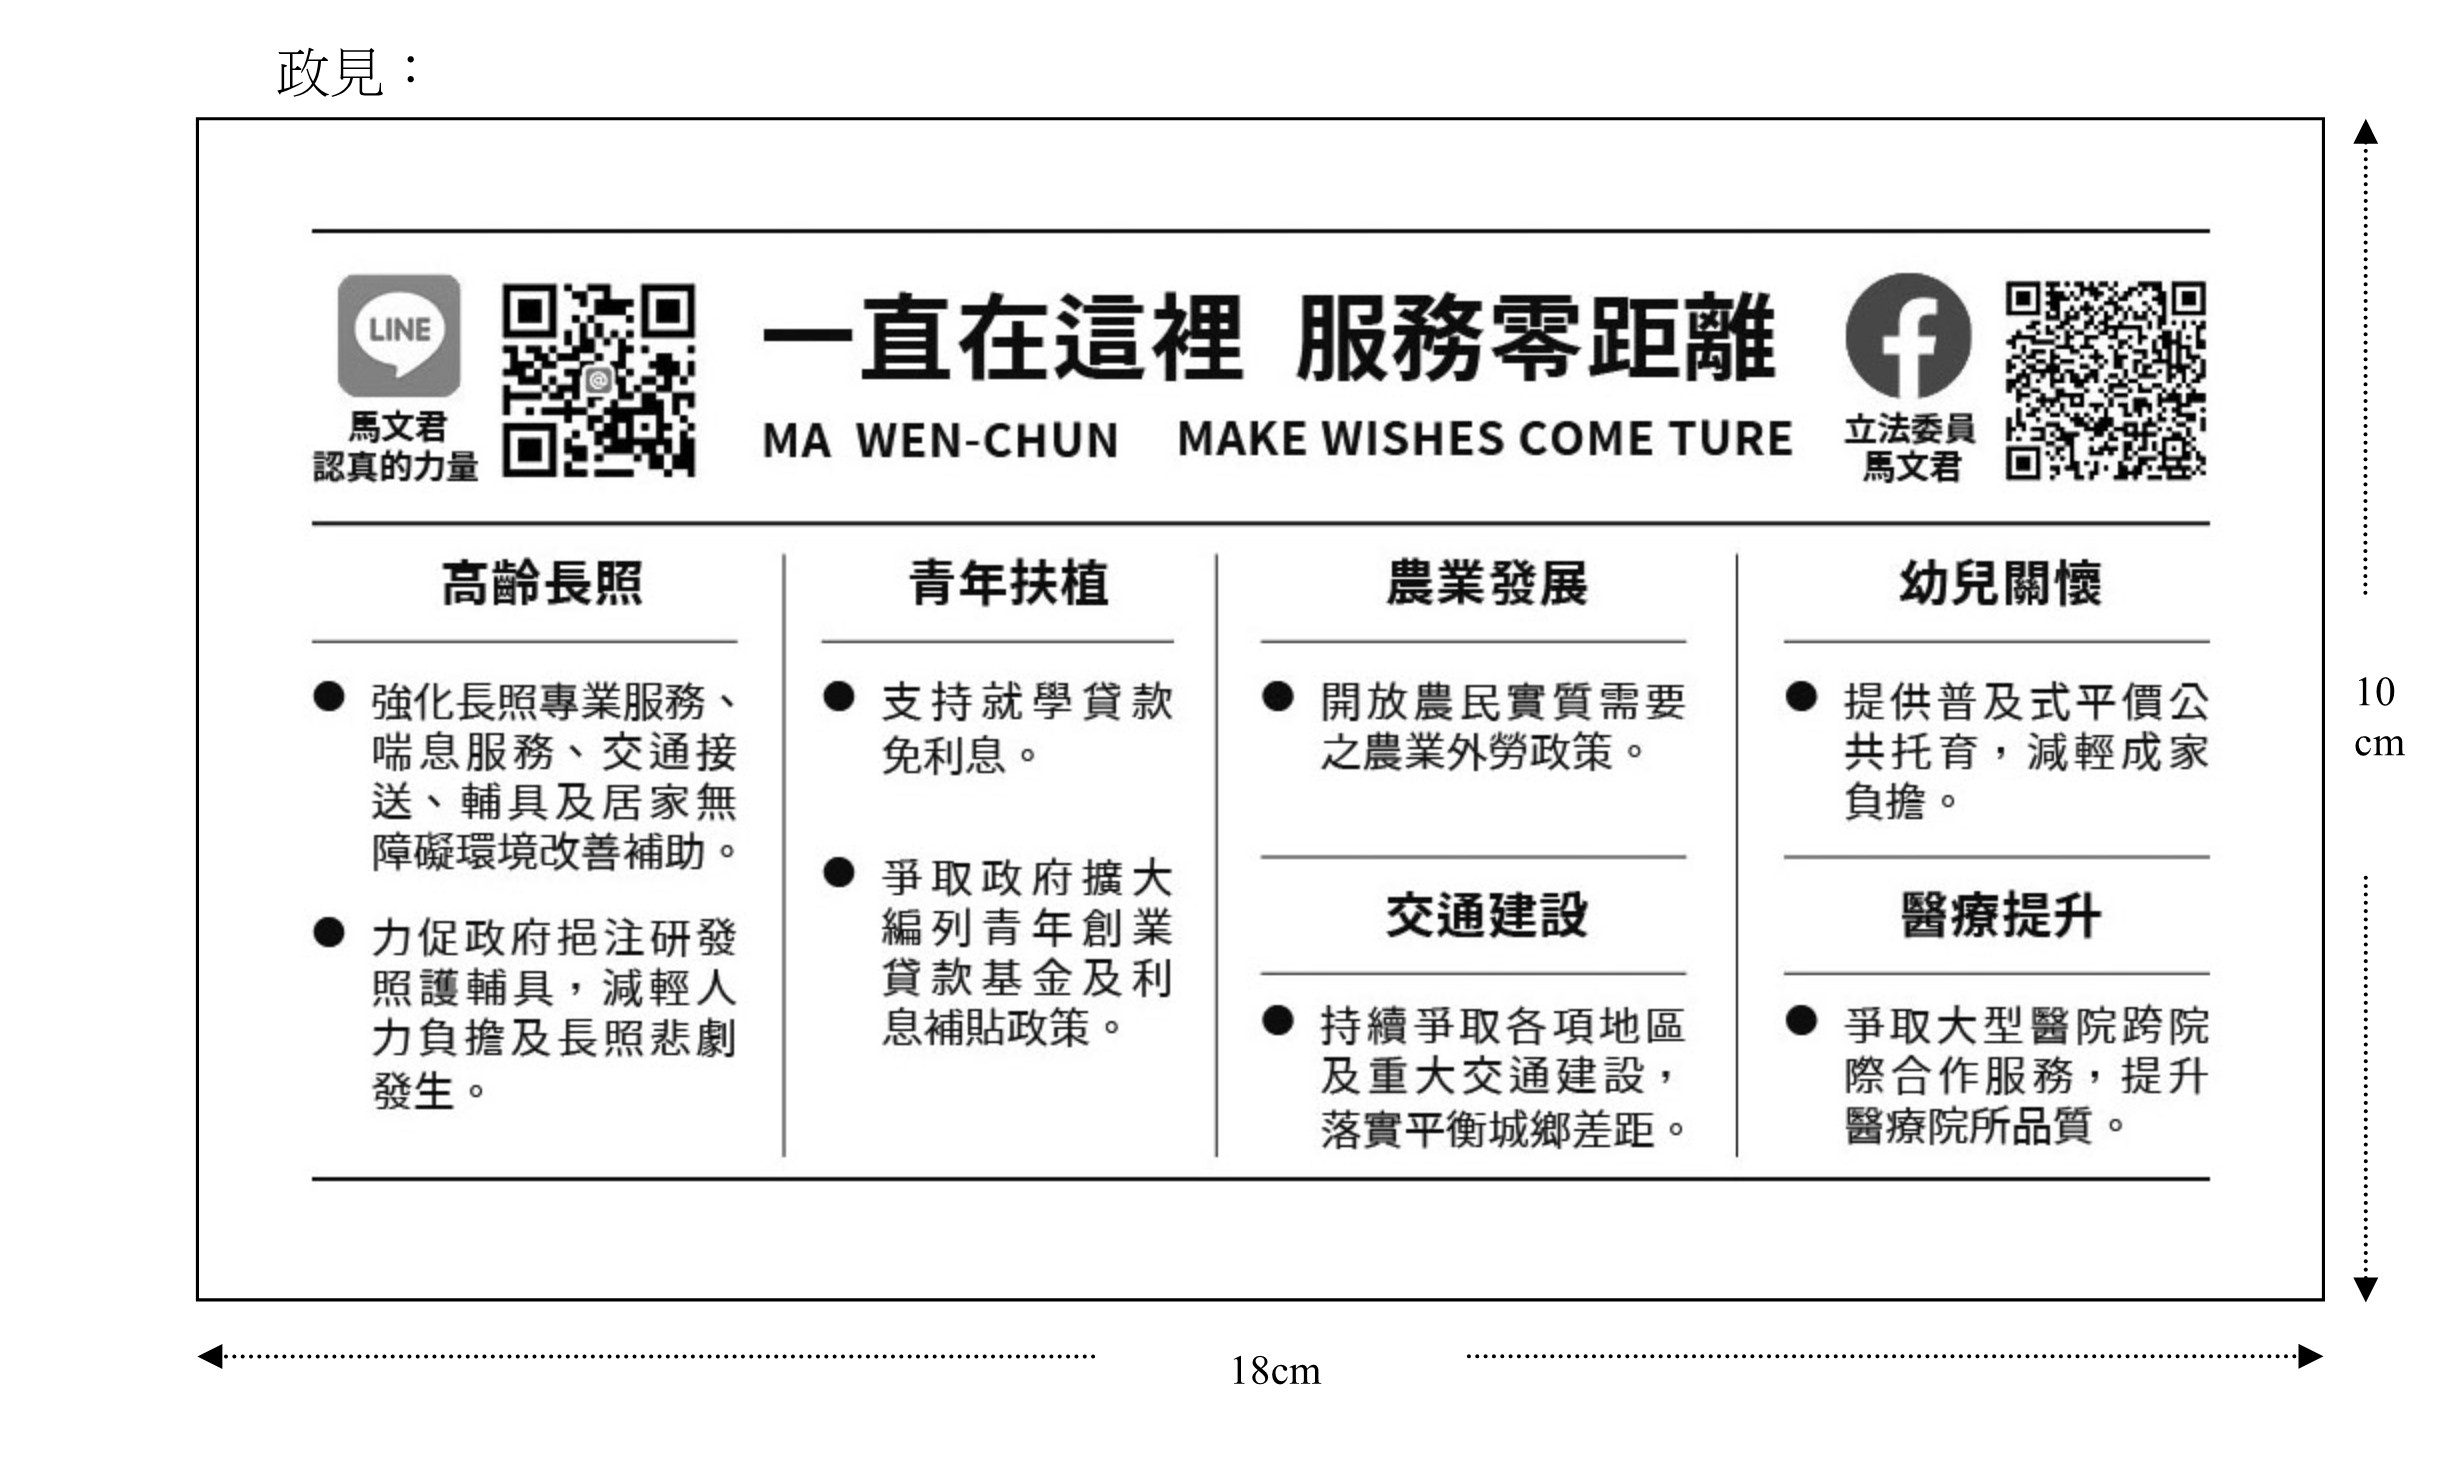 政見：
LINE
馬文君
認真的力量
@
一直在這裡 服務零距離
MA WEN-CHUN MAKE WISHES COME TURE
立法委員
馬文君
高齡長照
強化長照專業服務、
喘息服務、交通接
送、輔具及居家無
障礙環境改善補助。
力促政府挹注研發
照護輔具，減輕人
力負擔及長照悲劇
發生。
青年扶植
支持就學貸款
免利息。
爭取政府擴大
編列青年創業
貸款基金及利
息補貼政策。
農業發展
開放農民實質需要
之農業外勞政策。
交通建設
持續爭取各項地區
及重大交通建設，
落實平衡城鄉差距。
幼兒關懷
提供普及式平價公
共托育，減輕成家
負擔。
醫療提升
爭取大型醫院跨院
際合作服務，提升
醫療院所品質。
10
cm
18cm